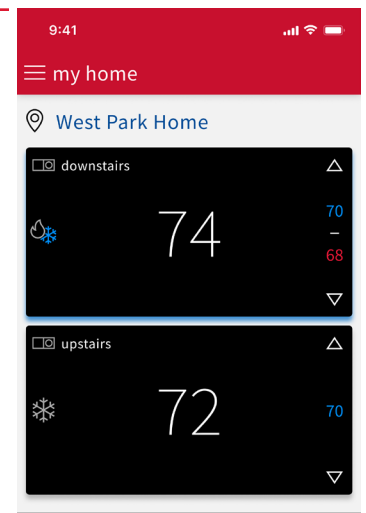 9:41
my home
West Park Home
downstairs
74
70
–
68
upstairs
72
70